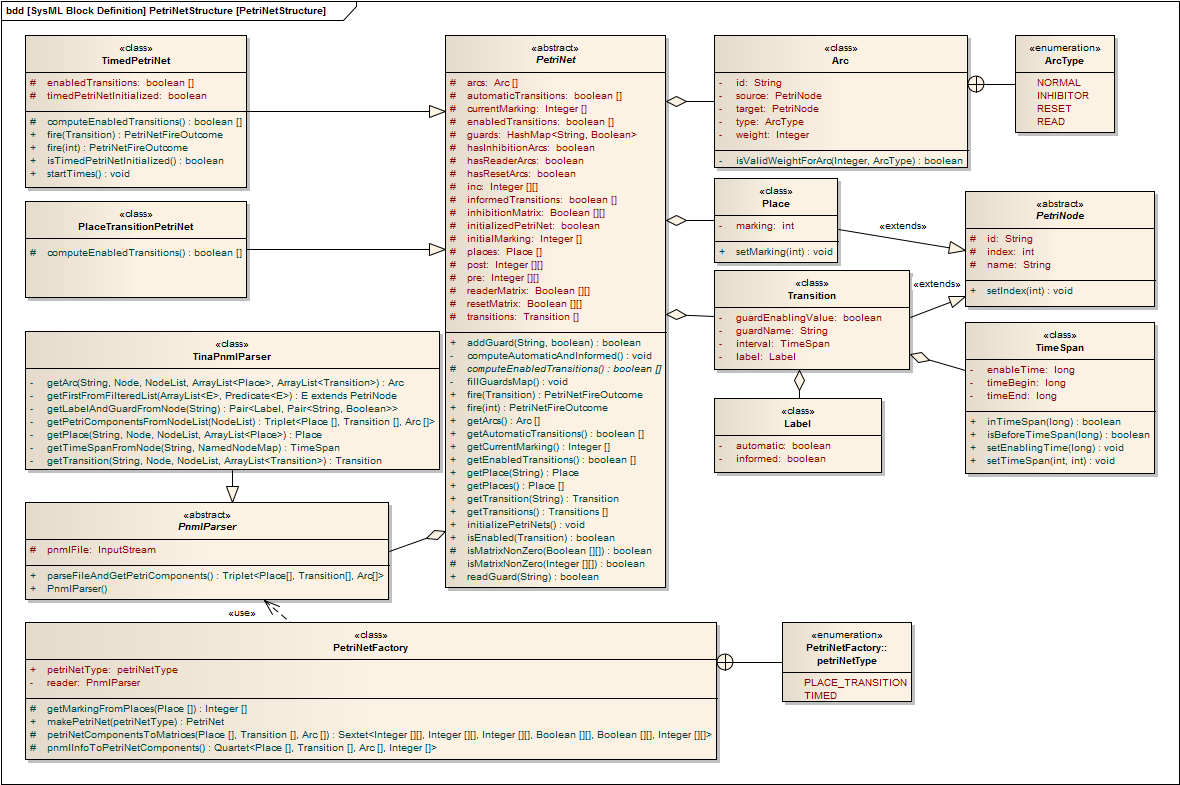 bdd [SysML Block Definition] PetriNetStructure [PetriNetStructure]
«class»
TimedPetriNet
# enabledTransitions: boolean []
# timedPetriNetInitialized: boolean
# computeEnabledTransitions() : boolean []
+ fire(Transition) : PetriNetFireOutcome
+ fire(int) : PetriNetFireOutcome
+ isTimedPetriNetInitialized() : boolean
+ startTimes() : void
«class»
PlaceTransitionPetriNet
# computeEnabledTransitions() : boolean []
«class»
TinaPnmlParser
- getArc(String, Node, NodeList, ArrayList<Place>, ArrayList<Transition>) : Arc
- getFirstFromFilteredList(ArrayList<E>, Predicate<E>) : E extends PetriNode
- getLabelAndGuardFromNode(String) : Pair<Label, Pair<String, Boolean>>
- getPetriComponentsFromNodeList(NodeList) : Triplet<Place [], Transition [], Arc []>
- getPlace(String, Node, NodeList, ArrayList<Place>) : Place
- getTimeSpanFromNode(String, NamedNodeMap) : TimeSpan
- getTransition(String, Node, NodeList, ArrayList<Transition>) : Transition
«abstract»
PnmlParser
# pnmlFile: InputStream
+ parseFileAndGetPetriComponents() : Triplet<Place[], Transition[], Arc[]>
+ PnmlParser()
«use»
«class»
PetriNetFactory
+ petriNetType: petriNetType
- reader: PnmlParser
# getMarkingFromPlaces(Place []) : Integer []
+ makePetriNet(petriNetType) : PetriNet
# petriNetComponentsToMatrices(Place [], Transition [], Arc []) : Sextet<Integer [][], Integer [][], Integer [][], Boolean [][], Boolean [][], Integer [][]>
# pnmlInfoToPetriNetComponents() : Quartet<Place [], Transition [], Arc [], Integer []>
«enumeration»
PetriNetFactory::
petriNetType
PLACE_TRANSITION
TIMED
«abstract»
PetriNet
# arcs: Arc []
# automaticTransitions: boolean []
# currentMarking: Integer []
# enabledTransitions: boolean []
# guards: HashMap<String, Boolean>
# hasInhibitionArcs: boolean
# hasReaderArcs: boolean
# hasResetArcs: boolean
# inc: Integer [][]
# informedTransitions: boolean []
# inhibitionMatrix: Boolean [][]
# initializedPetriNet: boolean
# initialMarking: Integer []
# places: Place []
# post: Integer [][]
# pre: Integer [][]
# readerMatrix: Boolean [][]
# resetMatrix: Boolean [][]
# transitions: Transition []
+ addGuard(String, boolean) : boolean
- computeAutomaticAndInformed() : void
# computeEnabledTransitions() : boolean []
- fillGuardsMap() : void
+ fire(Transition) : PetriNetFireOutcome
+ fire(int) : PetriNetFireOutcome
+ getArcs() : Arc []
+ getAutomaticTransitions() : boolean []
+ getCurrentMarking() : Integer []
+ getEnabledTransitions() : boolean []
+ getPlace(String) : Place
+ getPlaces() : Place []
+ getTransition(String) : Transition
+ getTransitions() : Transitions []
+ initializePetriNets() : void
+ isEnabled(Transition) : boolean
# isMatrixNonZero(Boolean [][]) : boolean
# isMatrixNonZero(Integer [][]) : boolean
+ readGuard(String) : boolean
«class»
Arc
- id: String
- source: PetriNode
- target: PetriNode
- type: ArcType
- weight: Integer
- isValidWeightForArc(Integer, ArcType) : boolean
«enumeration»
ArcType
NORMAL
INHIBITOR
RESET
READ
«class»
Place
- marking: int
+ setMarking(int) : void
«extends»
«abstract»
PetriNode
# id: String
# index: int
# name: String
+ setIndex(int) : void
«class»
Transition
- guardEnablingValue: boolean
- guardName: String
- interval: TimeSpan
- label: Label
«extends»
«class»
TimeSpan
- enableTime: long
- timeBegin: long
- timeEnd: long
+ inTimeSpan(long) : boolean
+ isBeforeTimeSpan(long) : boolean
+ setEnablingTime(long) : void
+ setTimeSpan(int, int) : void
«class»
Label
- automatic: boolean
- informed: boolean